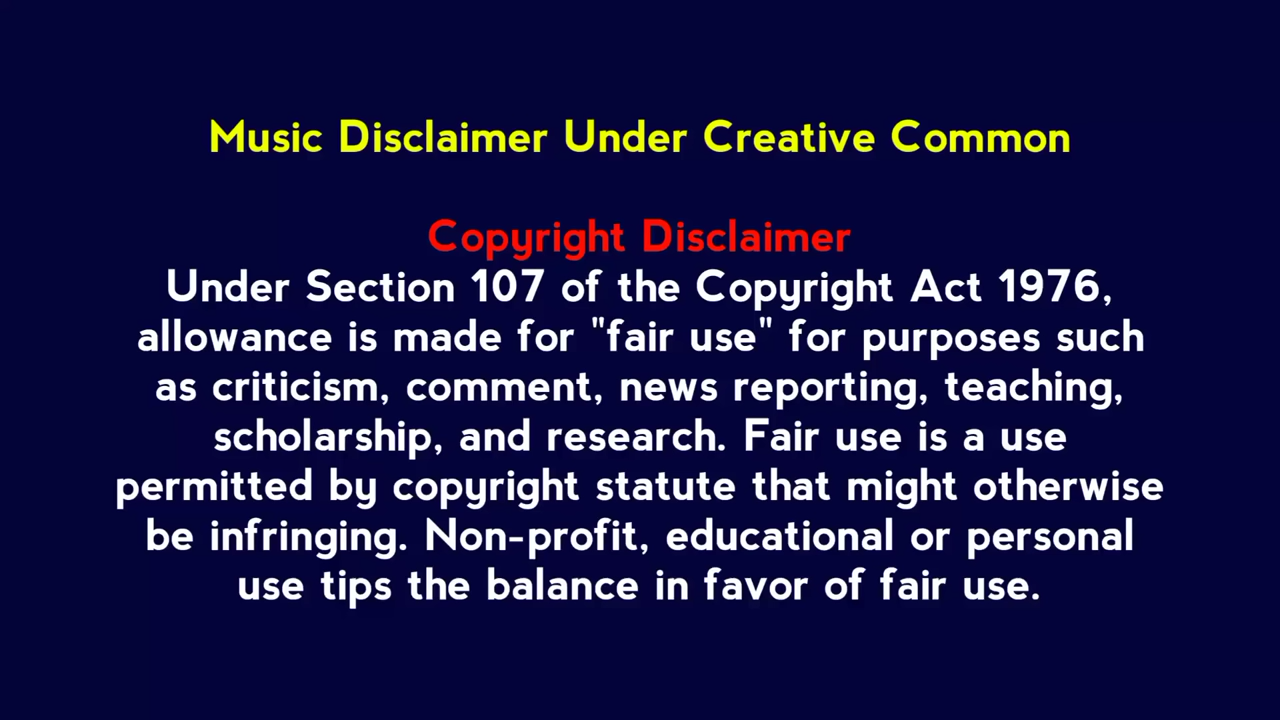 Music Disclaimer Under Creative Common
Copyright Disclaimer
Under Section 107 of the Copyright Act 1976,
allowance is made for "fair use" for purposes such
as criticism, comment, news reporting, teaching,
scholarship, and research. Fair use is a use
permitted by copyright statute that might otherwise
be infringing. Non-profit, educational or personal
use tips the balance in favor of fair use.